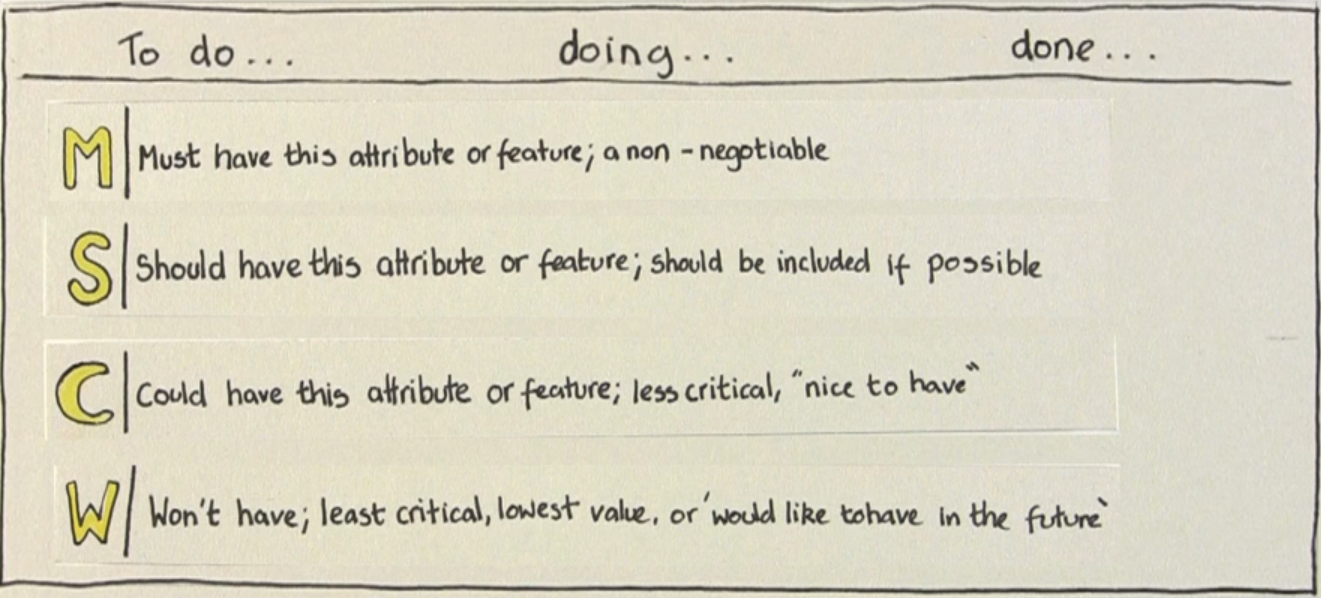 To do... doing... done...
M Must have this attribute or feature; a non-negotiable
S Should have this attribute or feature; should be included if possible
C Could have this attribute or feature; less critical, "nice to have"
W Won't have; least critical, lowest value, or 'would like to have in the future'